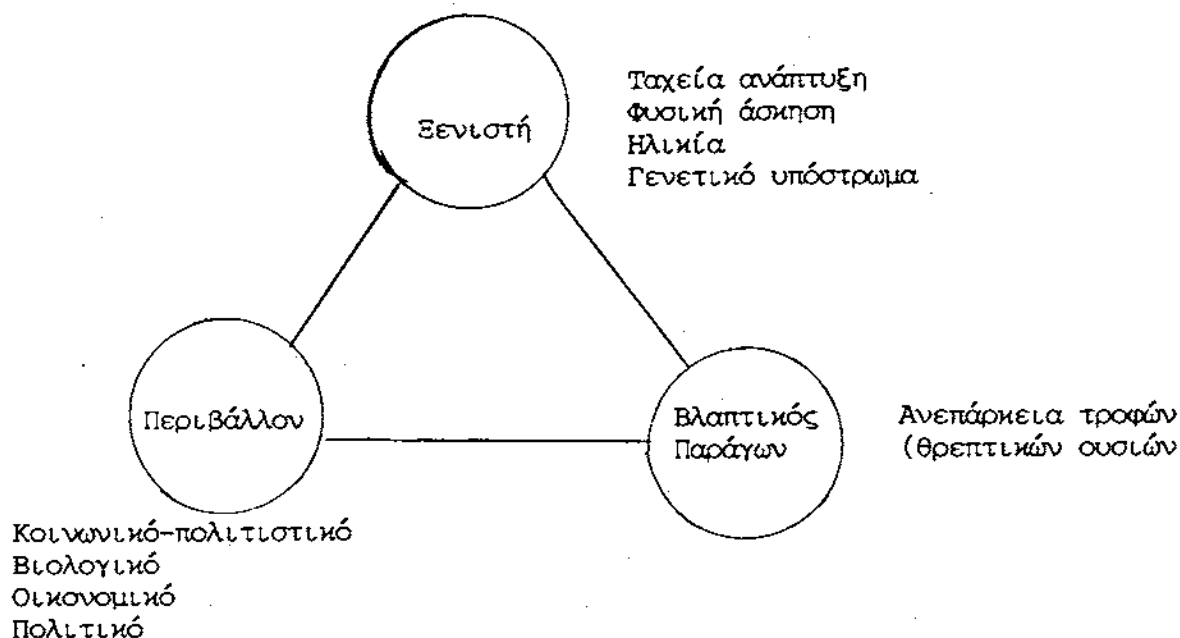 Ξενιστή
Ταχεία ανάπτυξη
Φυσική άσκηση
Ηλικία
Γενετικό υπόστρωμα
Περιβάλλον
Βλαπτικός
Παράγων
Ανεπάρκεια τροφών
(θρεπτικών ουσιών
Κοινωνικό-πολιτιστικό
Βιολογικό
Οικονομικό
Πολιτικό